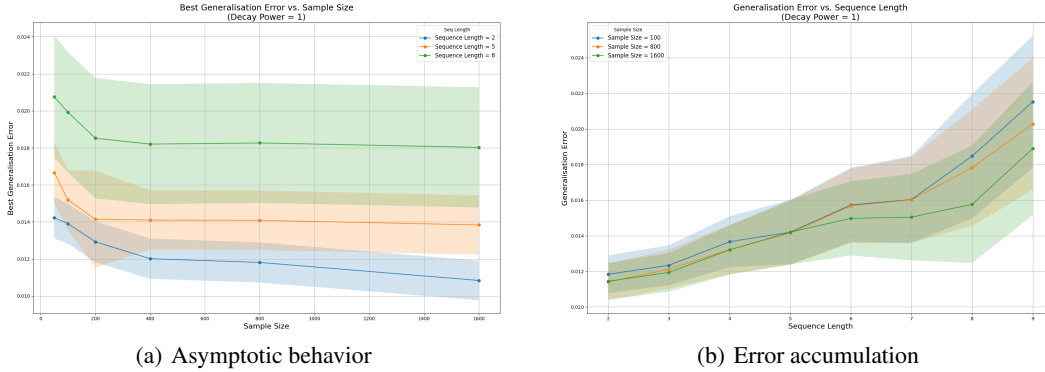 Best Generalisation Error vs. Sample Size
(Decay Power = 1)
Seq Length
Sequence Length = 2
Sequence Length = 5
Sequence Length = 8
0.024
0.022
0.020
0.018
0.016
0.014
0.012
0.010
Best Generalisation Error
0
200
400
600
800
1000
1200
1400
1600
Sample Size
(a) Asymptotic behavior
Generalisation Error vs. Sequence Length
(Decay Power = 1)
Sample Size
Sample Size = 100
Sample Size = 800
Sample Size = 1600
0.024
0.022
0.020
0.018
0.016
0.014
0.012
0.010
Generalisation Error
2
3
4
5
6
7
8
9
Sequence Length
(b) Error accumulation